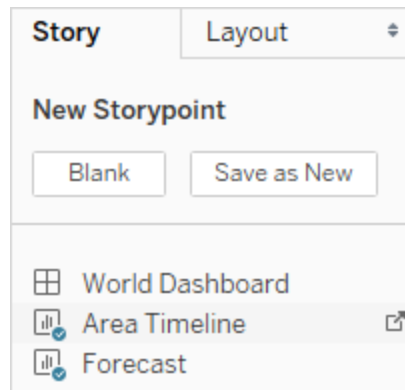 Story Layout
New Storypoint
Blank Save as New
World Dashboard
Area Timeline
Forecast